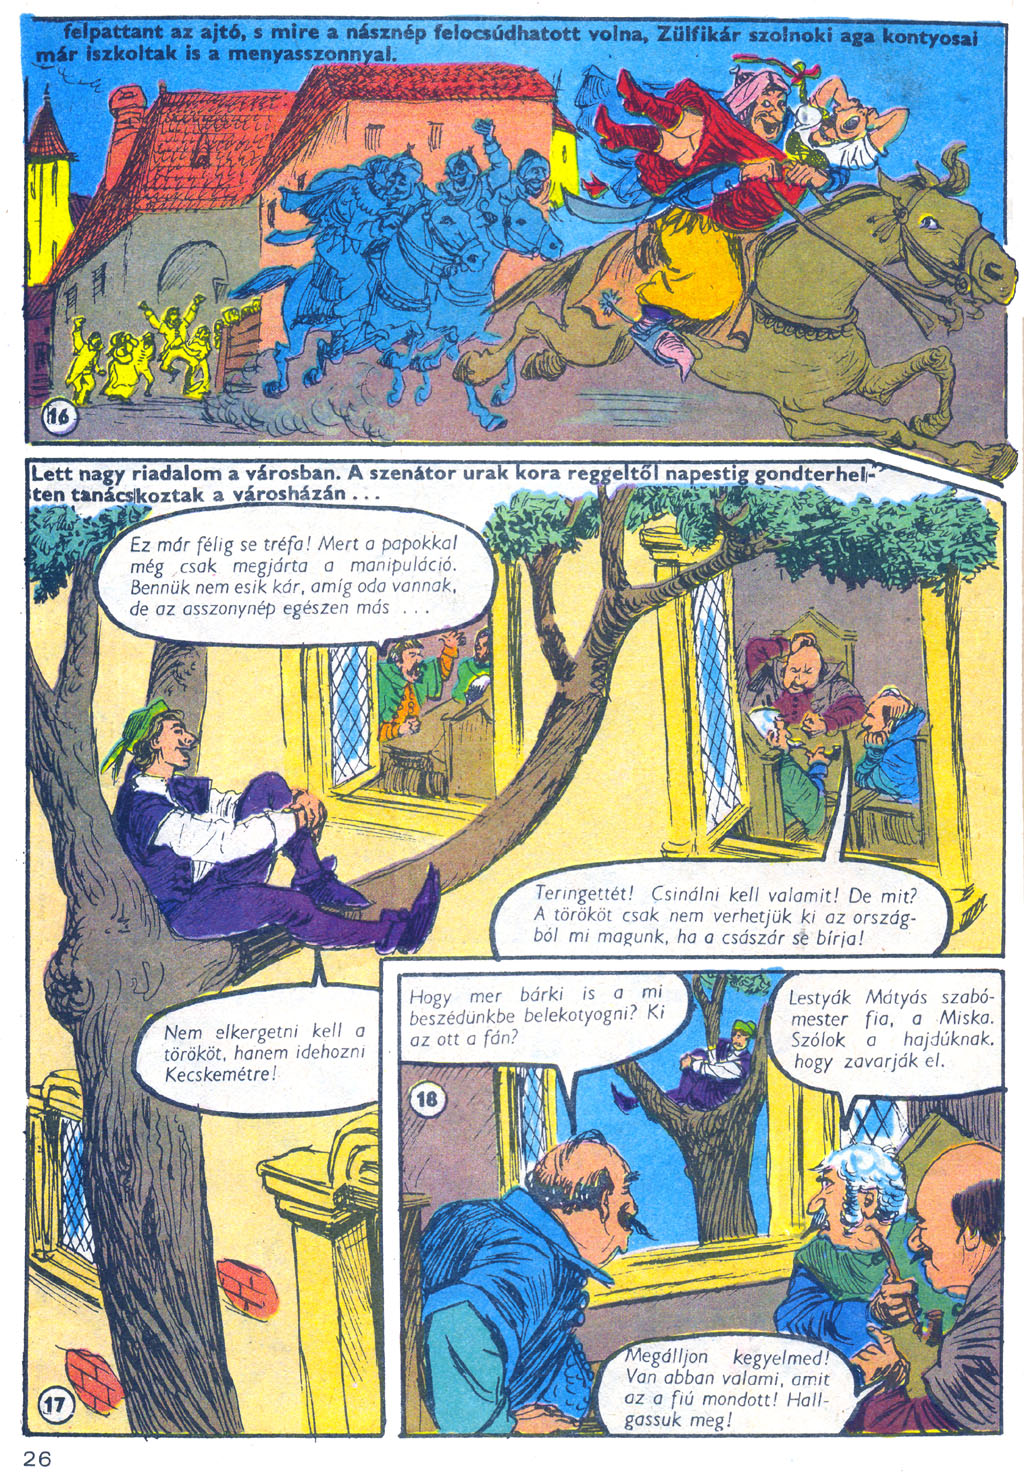 felpattant az ajtó, s mire a násznép felocsúdhatott volna, Zülfikár szolnoki aga kontyosai
már iszkoltak is a menyasszonnyal.
16
Lett nagy riadalom a városban. A szenátor urak kora reggeltől napestig gondterhel-
ten tanácskoztak a városházán ...
Ez már félig se tréfa! Mert a papokkal
még csak megjárta a manipuláció.
Bennük nem esik kár, amíg oda vannak,
de az asszonynép egészen más ...
Teringettét! Csinálni kell valamit! De mit?
A törököt csak nem verhetjük ki az ország-
ból mi magunk, ha a császár se bírja!
Nem elkergetni kell a
törököt, hanem idehozni
Kecskemétre!
17
Hogy mer bárki is a mi
beszédünkbe belekotyogni? Ki
az ott a fán?
Lestyák Mátyás szabó-
mester fia, a Miska.
Szólok a hajdúknak,
hogy zavarják el.
18
Megálljon kegyelmed!
Van abban valami, amit
az a fiú mondott! Hall-
gassuk meg!
26